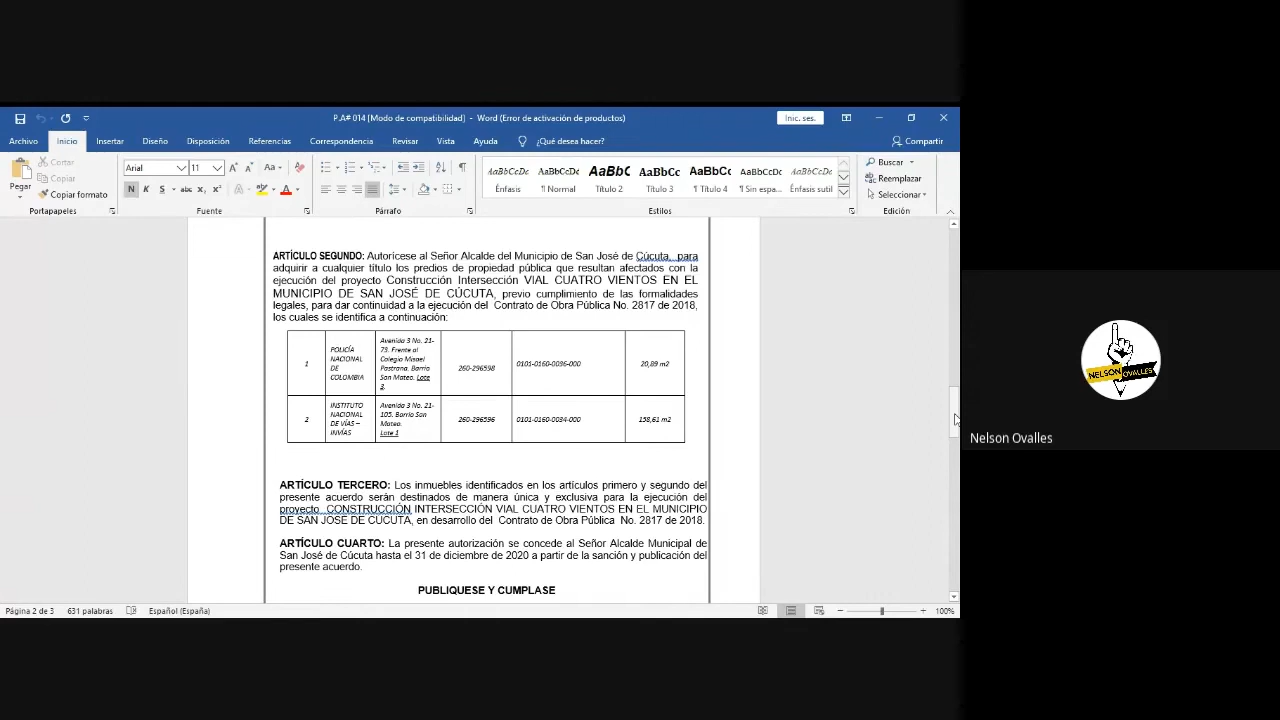 P.A# 014 [Modo de compatibilidad] - Word (Error de activación de productos)
Inic. ses.
Archivo Inicio Insertar Diseño Disposición Referencias Correspondencia Revisar Vista Ayuda ¿Qué desea hacer? Compartir
Pegar
Cortar
Copiar
Copiar formato
Arial 11
AaBbCcDc AaBbCcDc AaBbC AaBbCc AaBbCc AaBbCcDc AaBbCcDc
Énfasis ¶ Normal Título 2 Título 3 ¶ Título 4 ¶ Sin espa... Énfasis sutil
Buscar
Reemplazar
Seleccionar
Portapapeles Fuente Párrafo Estilos Edición
ARTÍCULO SEGUNDO: Autorícese al Señor Alcalde del Municipio de San José de Cúcuta, para
adquirir a cualquier título los predios de propiedad pública que resultan afectados con la
ejecución del proyecto Construcción Intersección VIAL CUATRO VIENTOS EN EL
MUNICIPIO DE SAN JOSÉ DE CÚCUTA, previo cumplimiento de las formalidades
legales, para dar continuidad a la ejecución del Contrato de Obra Pública No. 2817 de 2018,
los cuales se identifica a continuación:
1
POLICÍA
NACIONAL
DE
COLOMBIA
Avenida 3 No. 21-
73. Frente al
Colegio Misael
Pastrana. Barrio
San Mateo. Lote
3.
260-296598
0101-0160-0036-000
20,89 m2
2
INSTITUTO
NACIONAL
DE VÍAS –
INVÍAS
Avenida 3 No. 21-
105. Barrio San
Mateo.
Lote 1
260-296596
0101-0160-0034-000
158,61 m2
ARTÍCULO TERCERO: Los inmuebles identificados en los artículos primero y segundo del
presente acuerdo serán destinados de manera única y exclusiva para la ejecución del
proyecto CONSTRUCCIÓN INTERSECCIÓN VIAL CUATRO VIENTOS EN EL MUNICIPIO
DE SAN JOSE DE CÚCUTA, en desarrollo del Contrato de Obra Pública No. 2817 de 2018.
ARTÍCULO CUARTO: La presente autorización se concede al Señor Alcalde Municipal de
San José de Cúcuta hasta el 31 de diciembre de 2020 a partir de la sanción y publicación del
presente acuerdo.
PUBLIQUESE Y CUMPLASE
Página 2 de 3 631 palabras Español (España) 100%
NELSON OVALLES
Nelson Ovalles